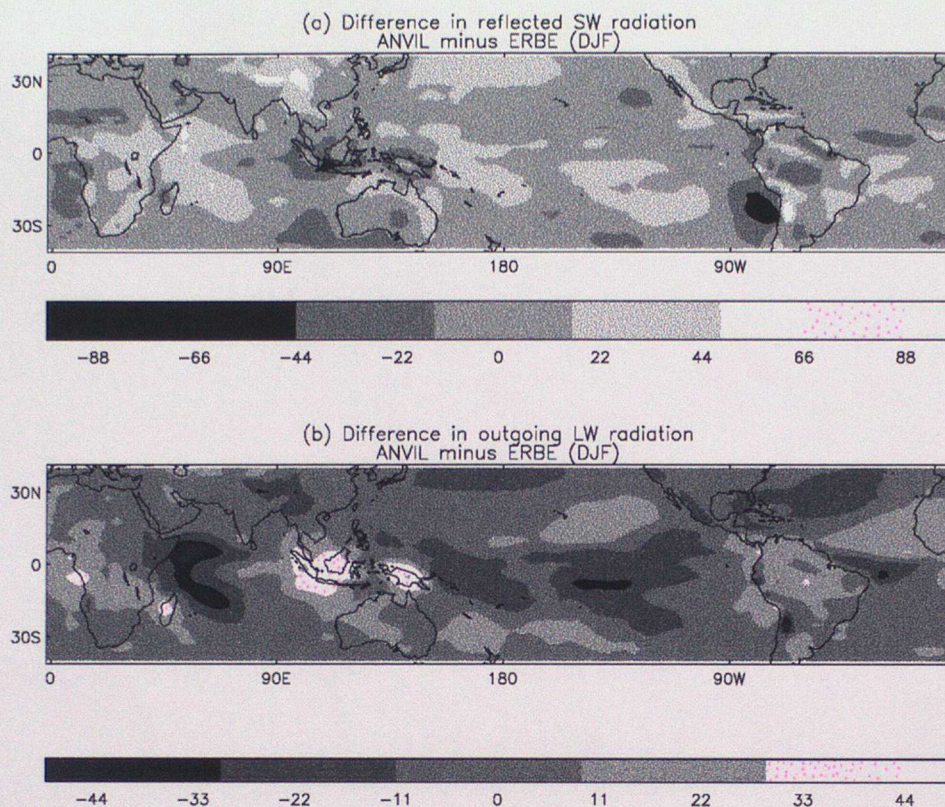 (a) Difference in reflected SW radiation
ANVIL minus ERBE (DJF)
30N
0
30S
0 90E 180 90W
-88 -66 -44 -22 0 22 44 66 88
(b) Difference in outgoing LW radiation
ANVIL minus ERBE (DJF)
30N
0
30S
0 90E 180 90W
-44 -33 -22 -11 0 11 22 33 44